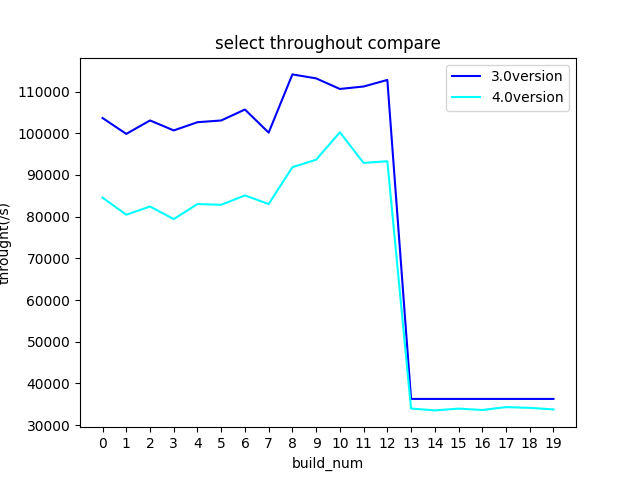 select throughout compare
3.0version
4.0version
110000
100000
90000
80000
70000
60000
50000
40000
30000
throught(/s)
0 1 2 3 4 5 6 7 8 9 10 11 12 13 14 15 16 17 18 19
build_num